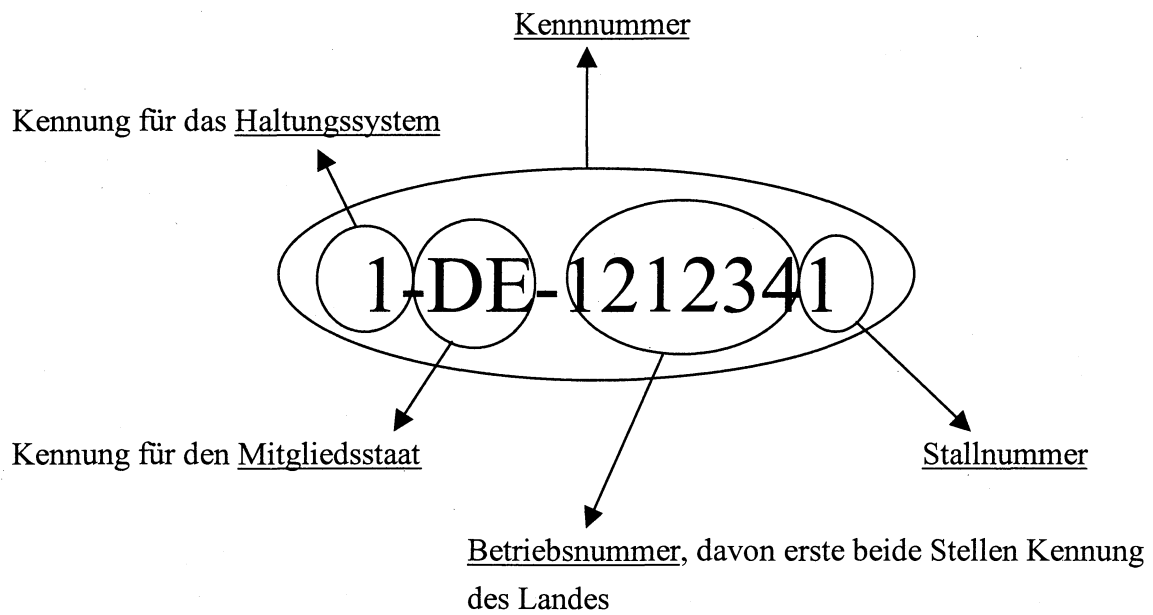 Kennnummer
Kennung für das Haltungssystem
1-DE-1212341
Kennung für den Mitgliedsstaat
Stallnummer
Betriebsnummer, davon erste beide Stellen Kennung
des Landes